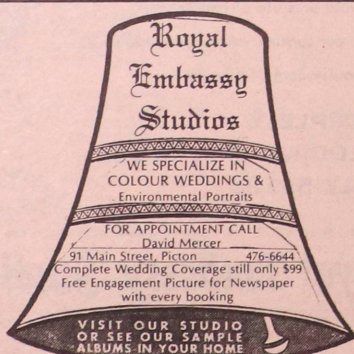 Royal
Embassy
Studios
WE SPECIALIZE IN
COLOUR WEDDINGS &
Environmental Portraits
FOR APPOINTMENT CALL
David Mercer
91 Main Street, Picton 476-6644
Complete Wedding Coverage still only $99
Free Engagement Picture for Newspaper
with every booking
VISIT OUR STUDIO
OR SEE OUR SAMPLE
ALBUMS IN YOUR HOME